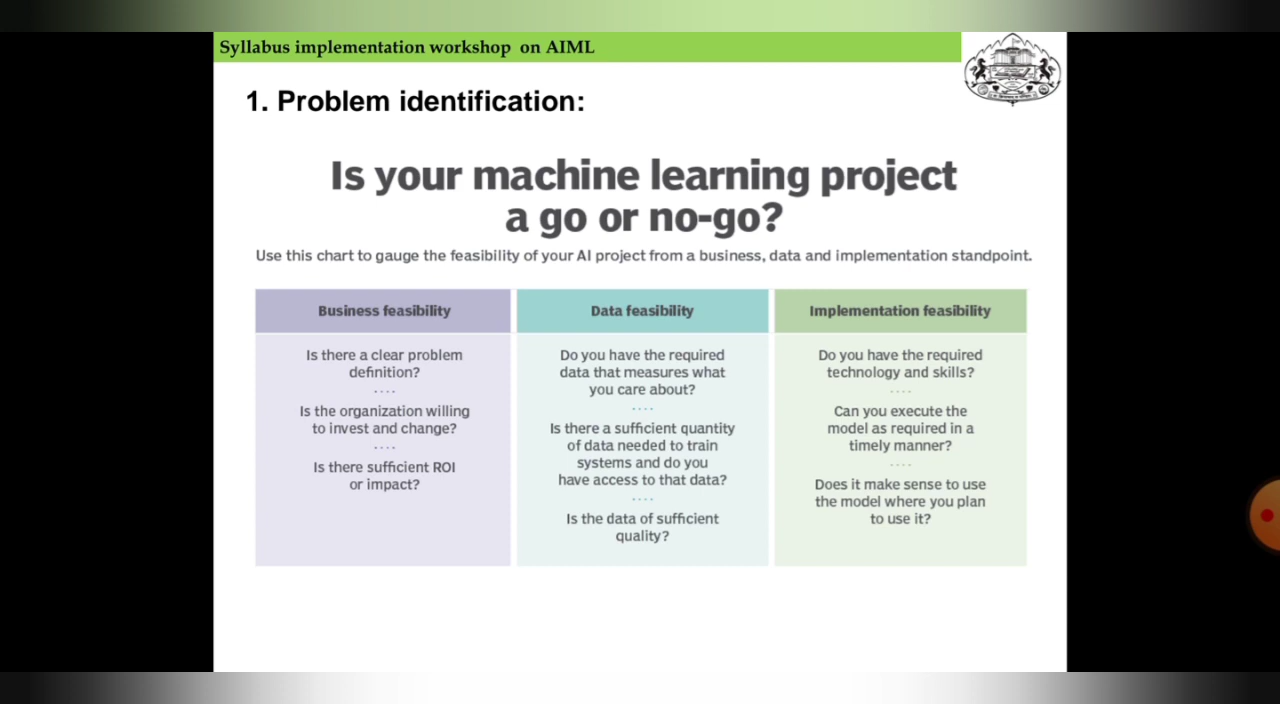 Syllabus implementation workshop on AIML
1. Problem identification:
Is your machine learning project
a go or no-go?
Use this chart to gauge the feasibility of your AI project from a business, data and implementation standpoint.
Business feasibility
Is there a clear problem
definition?
....
Is the organization willing
to invest and change?
....
Is there sufficient ROI
or impact?
Data feasibility
Do you have the required
data that measures what
you care about?
....
Is there a sufficient quantity
of data needed to train
systems and do you
have access to that data?
....
Is the data of sufficient
quality?
Implementation feasibility
Do you have the required
technology and skills?
....
Can you execute the
model as required in a
timely manner?
....
Does it make sense to use
the model where you plan
to use it?